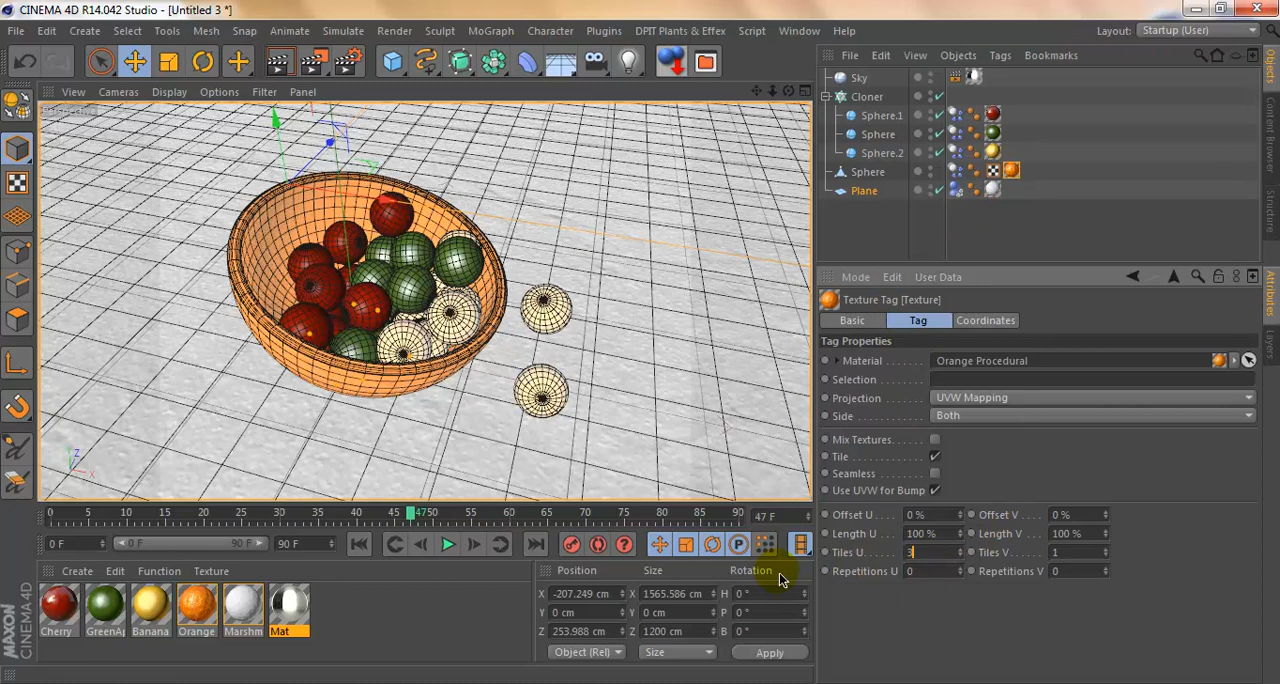 CINEMA 4D R14.042 Studio - [Untitled 3 *]
File Edit Create Select Tools Mesh Snap Animate Simulate Render Sculpt MoGraph Character Plugins DPIT Plants & Effex Script Window Help Layout: Startup (User)
File Edit View Objects Tags Bookmarks
View Cameras Display Options Filter Panel
Sky
Cloner
Sphere.1
Sphere
Sphere.2
Sphere
Plane
Objects
Content Browser
Structure
Mode Edit User Data
Texture Tag [Texture]
Basic Tag Coordinates
Tag Properties
Material Orange Procedural
Selection
Projection UVW Mapping
Side Both
Mix Textures
Tile
Seamless
Use UVW for Bump
Offset U 0 % Offset V 0 %
Length U 100 % Length V 100 %
Tiles U 3 Tiles V 1
Repetitions U 0 Repetitions V 0
Attributes
Layers
Z
X
0 5 10 15 20 25 30 35 40 45 47 50 55 60 65 70 75 80 85 90 47 F
0 F 0 F 90 F 90 F
Create Edit Function Texture
Cherry GreenAp Banana Orange Marshm Mat
Position Size Rotation
X -207.249 cm X 1565.586 cm H 0 °
Y 0 cm Y 0 cm P 0 °
Z 253.988 cm Z 1200 cm B 0 °
Object (Rel) Size Apply
MAXON
CINEMA 4D